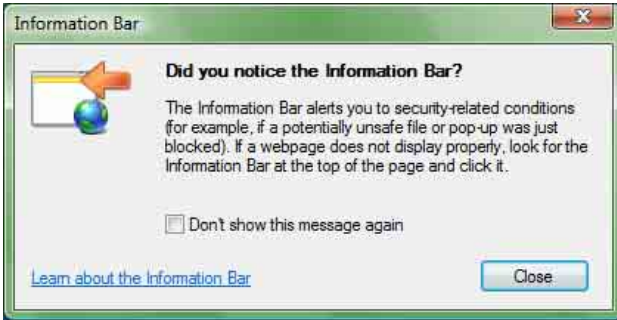 Information Bar
Did you notice the Information Bar?
The Information Bar alerts you to security-related conditions
(for example, if a potentially unsafe file or pop-up was just
blocked). If a webpage does not display properly, look for the
Information Bar at the top of the page and click it.
Don't show this message again
Learn about the Information Bar
Close